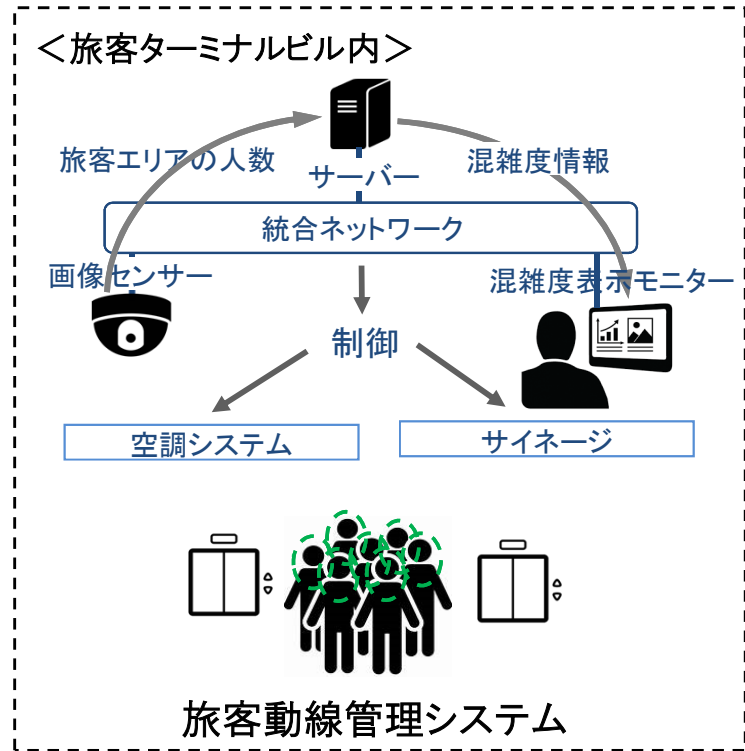 ＜旅客ターミナルビル内＞
旅客エリアの人数
サーバー
混雑度情報
統合ネットワーク
画像センサー
混雑度表示モニター
制御
空調システム
サイネージ
旅客動線管理システム